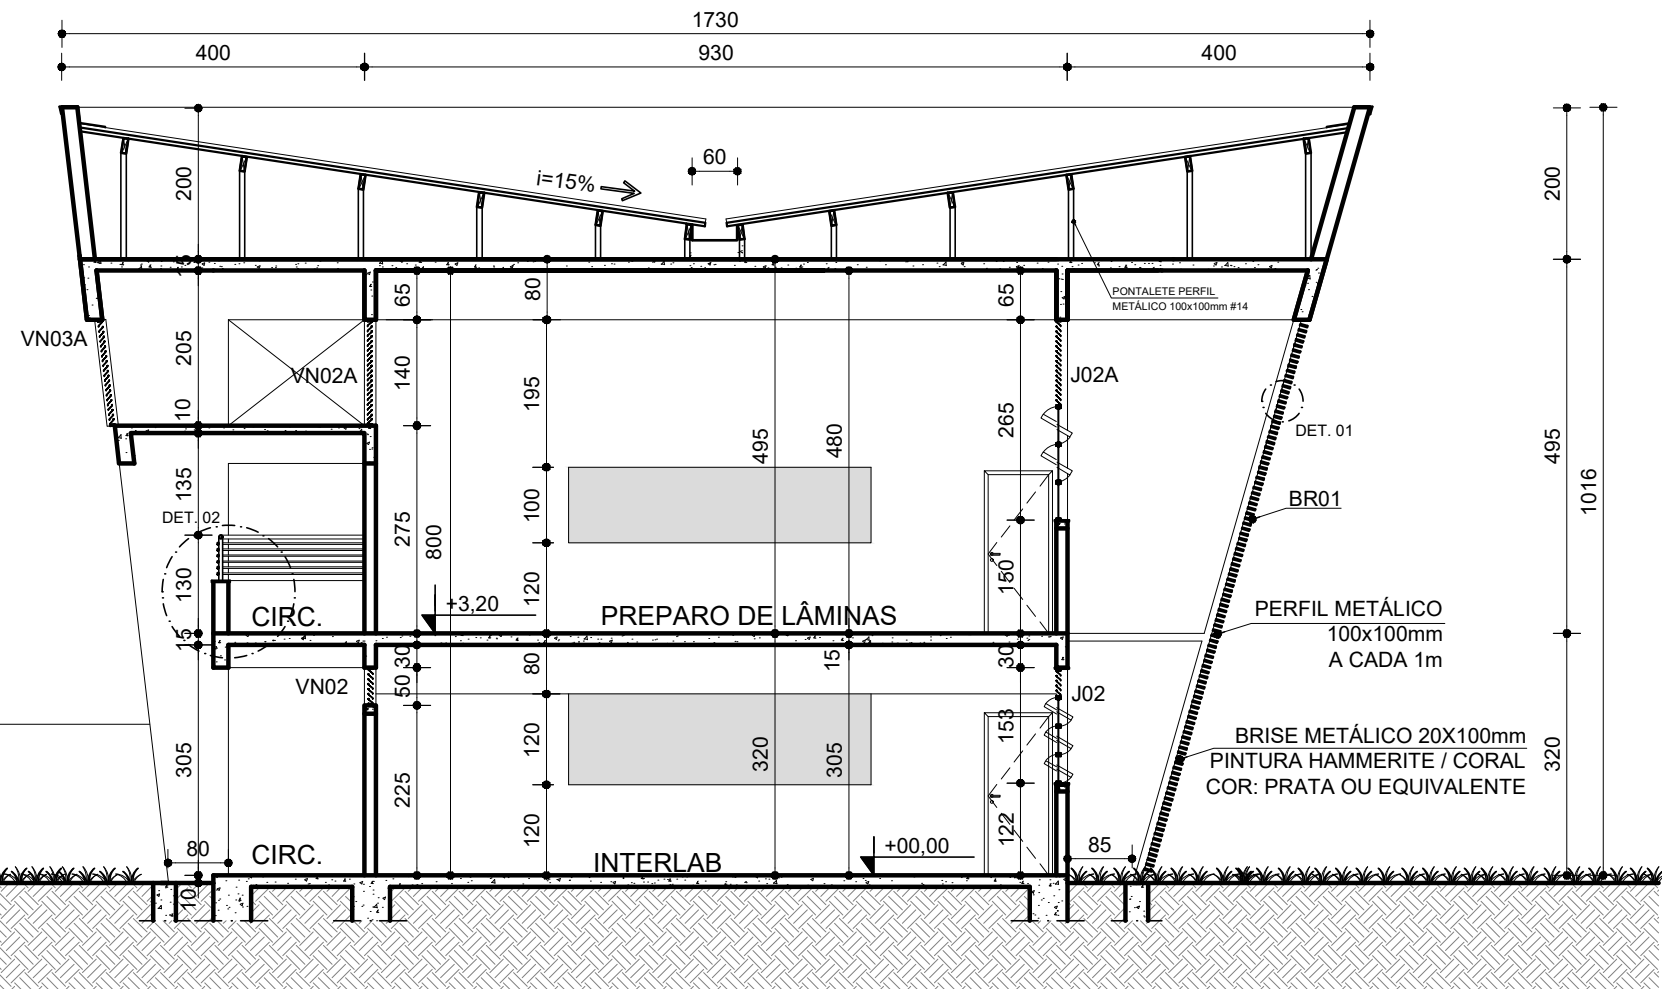 1730
400
930
400
60
i=15%
200
15
205
10
135
130
15
305
10
65
140
275
800
30
50
225
80
195
100
120
80
120
120
495
480
15
320
305
65
265
150
30
153
122
200
495
320
1016
PONTALETE PERFIL
METÁLICO 100x100mm #14
VN03A
VN02A
J02A
DET. 01
BR01
DET. 02
CIRC.
+3,20
PREPARO DE LÂMINAS
PERFIL METÁLICO
100x100mm
A CADA 1m
VN02
J02
BRISE METÁLICO 20X100mm
PINTURA HAMMERITE / CORAL
COR: PRATA OU EQUIVALENTE
80
CIRC.
INTERLAB
+00,00
85